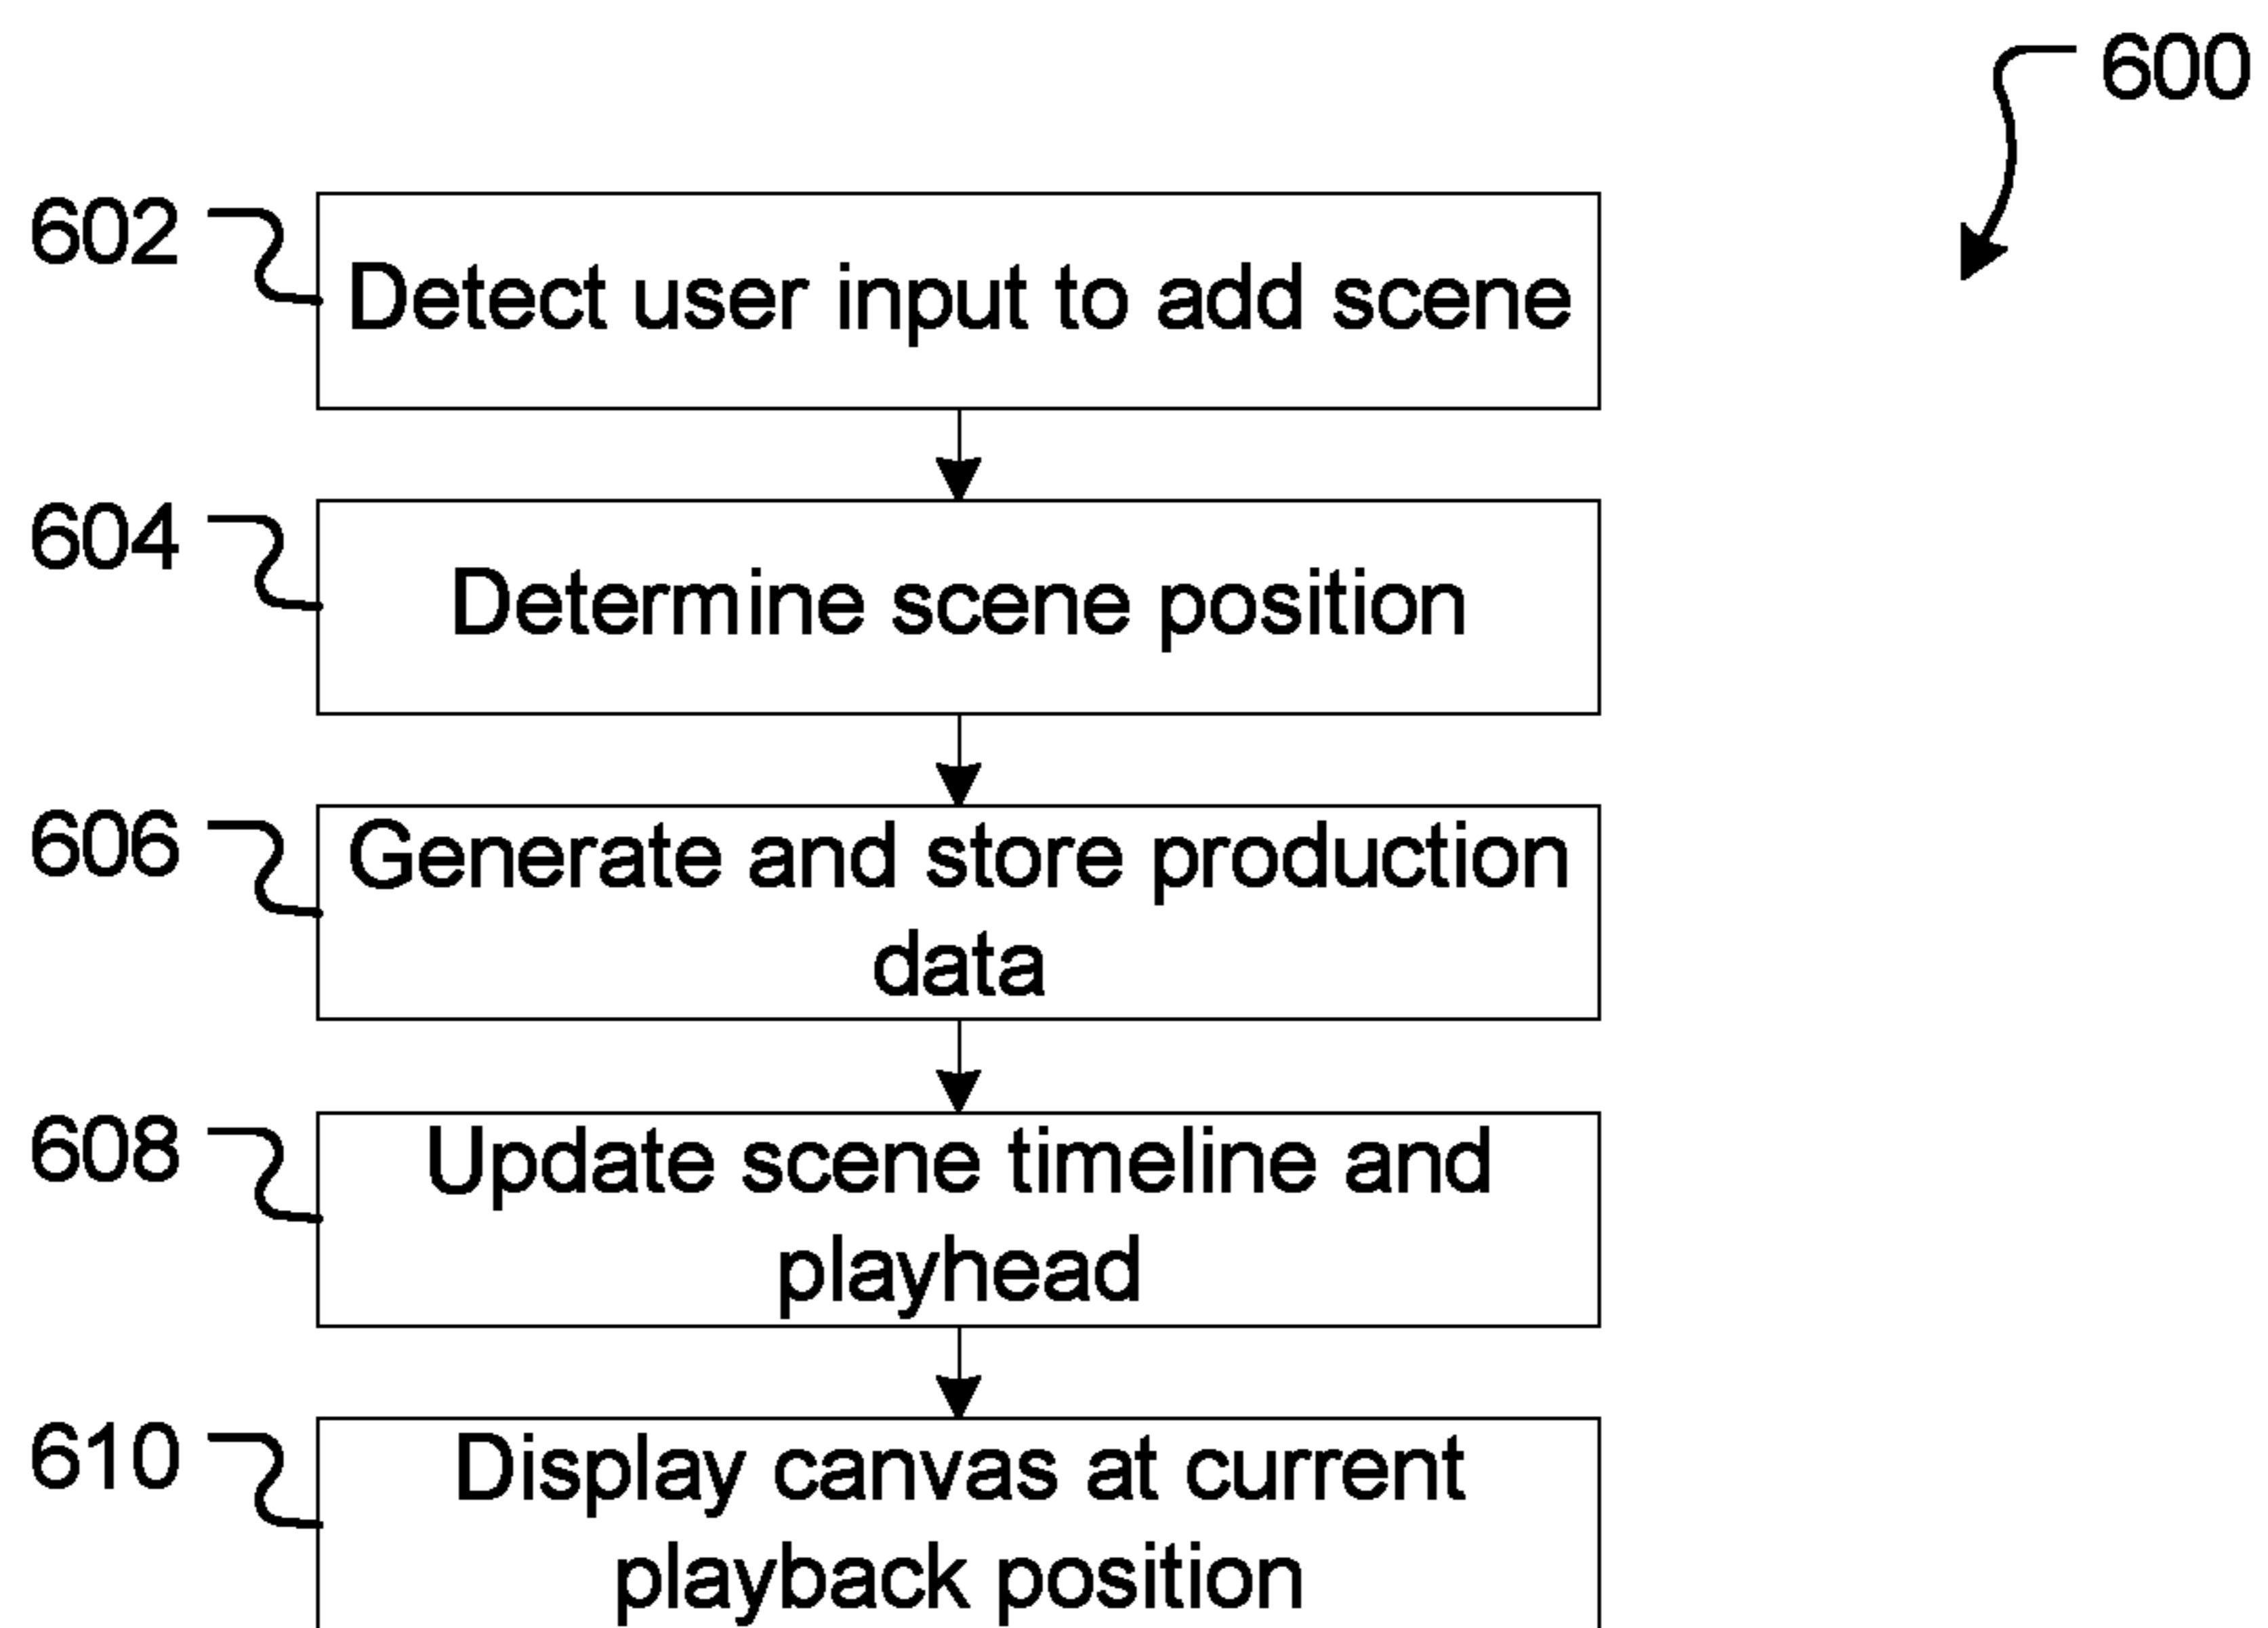 600
602
Detect user input to add scene
604
Determine scene position
606
Generate and store production
data
608
Update scene timeline and
playhead
610
Display canvas at current
playback position